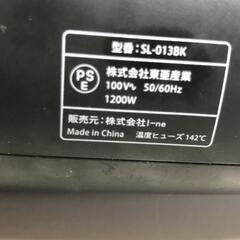 型番：SL-013BK
PS
E
株式会社東亜産業
100V∿ 50/60Hz
1200W
販売元：株式会社I-ne
Made in China 温度ヒューズ 142℃